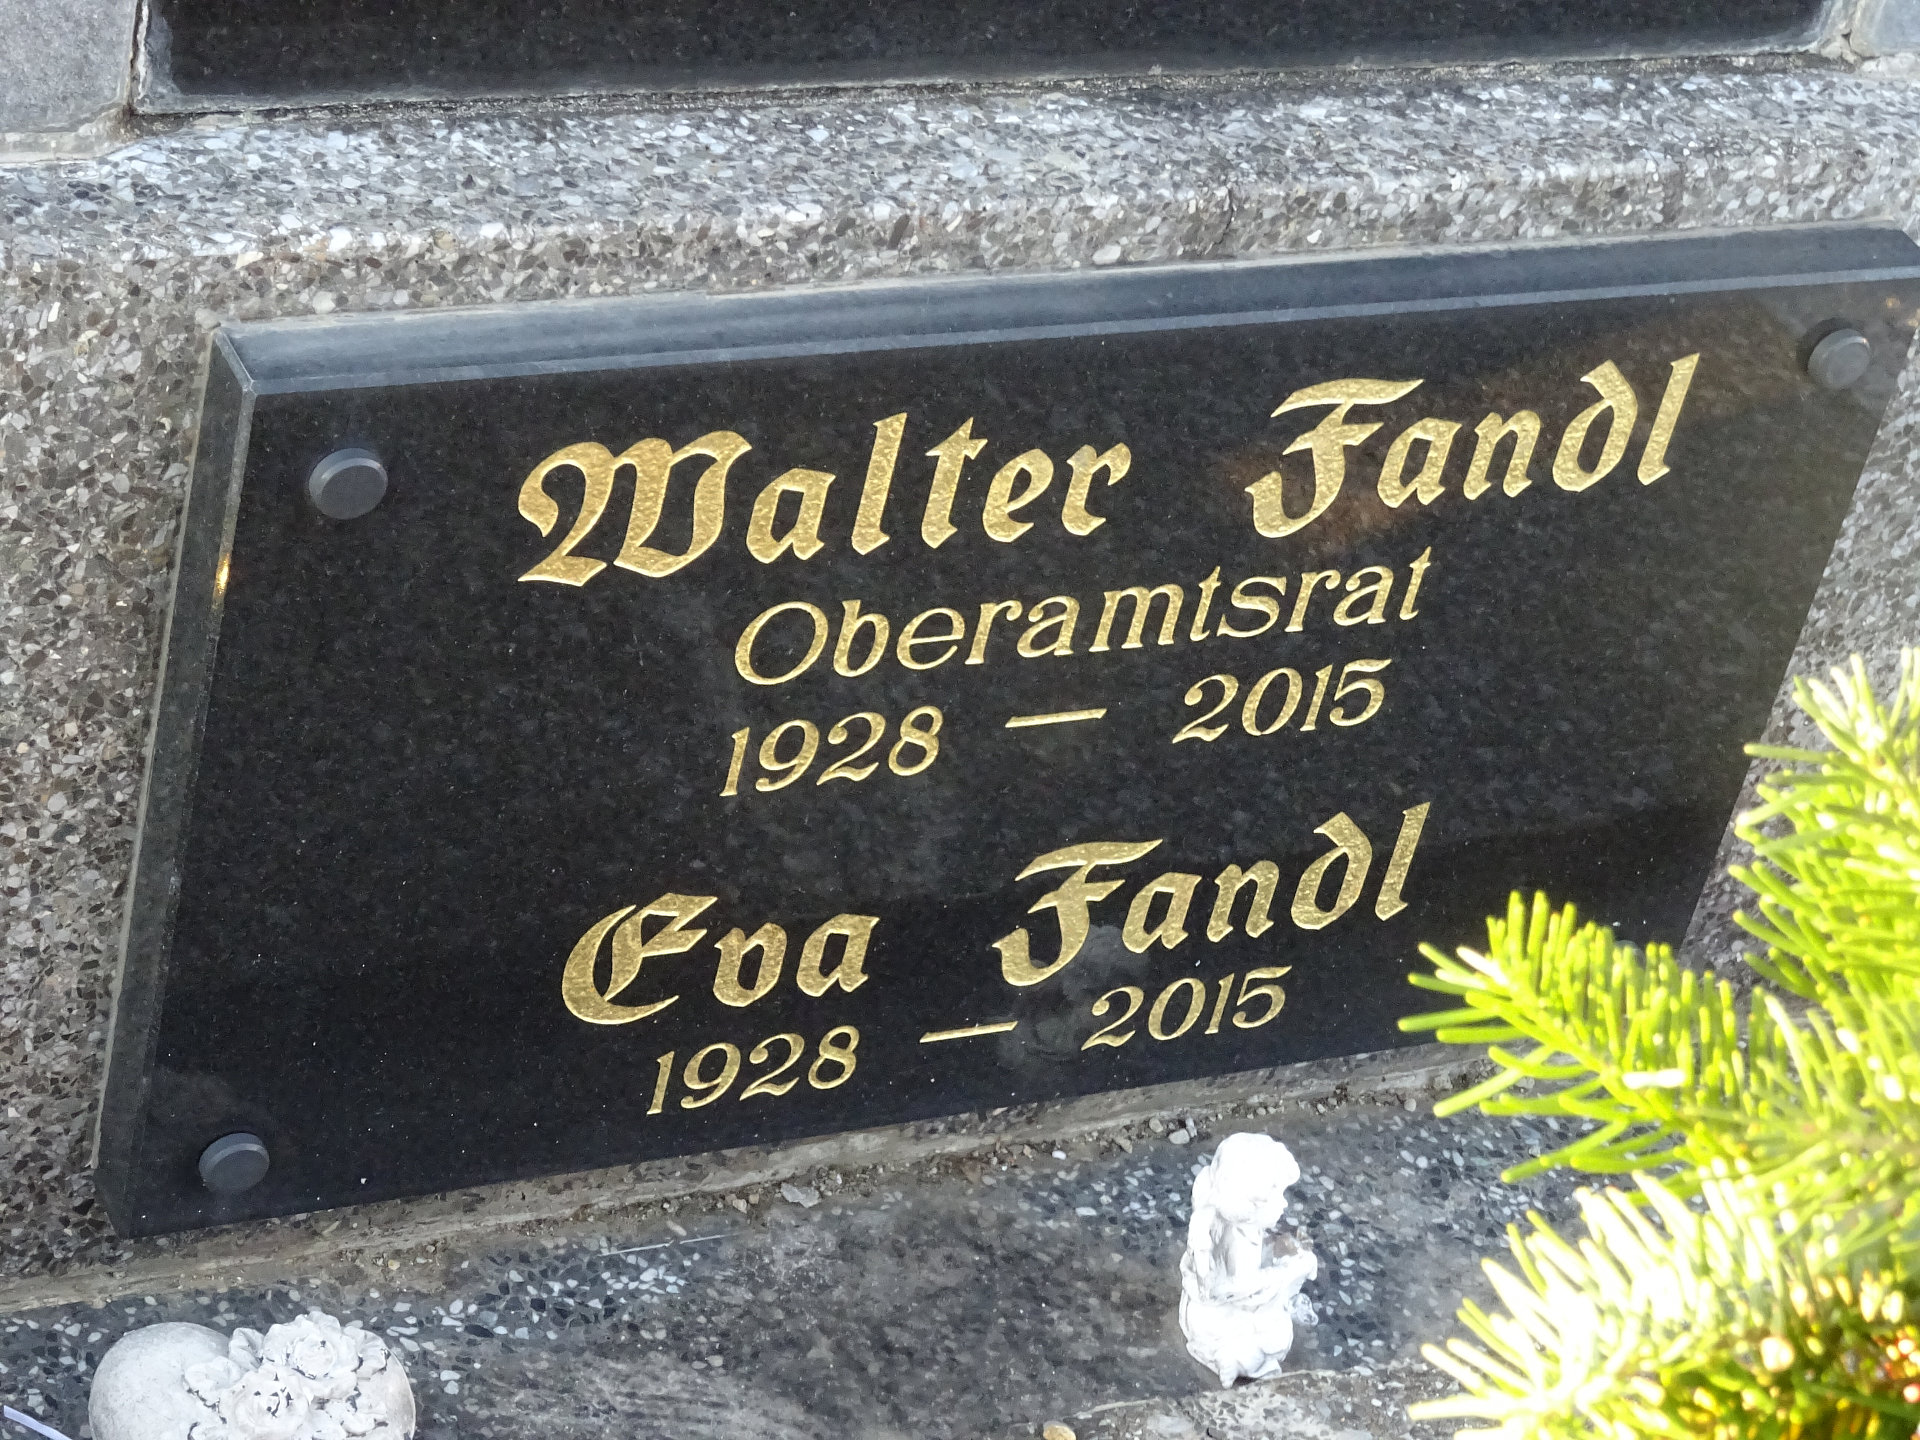 Walter Fandl
Oberamtsrat
1928 — 2015
Eva Fandl
1928 — 2015